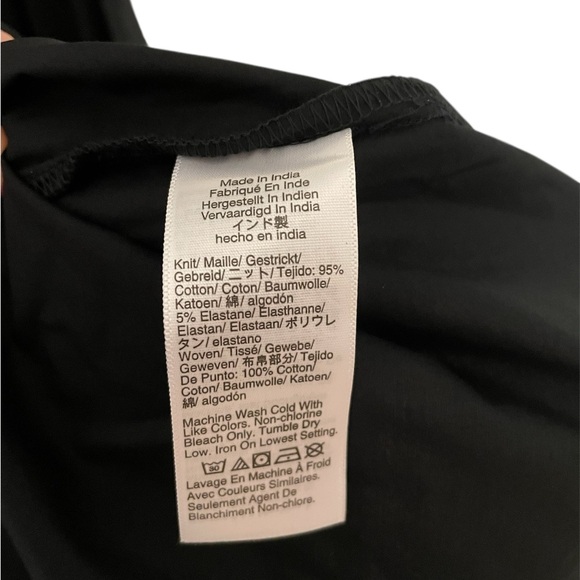 Made In India
Fabriqué En Inde
Hergestellt In Indien
Vervaardigd In India
インド製
hecho en india
Knit/ Maille/ Gestrickt/
Gebreid/ ニット/ Tejido: 95%
Cotton/ Coton/ Baumwolle/
Katoen/ 綿/ algodón
5% Elastane/ Elasthanne/
Elastan/ Elastaan/ ポリウレ
タン/ elastano
Woven/ Tissé/ Gewebe/
Geweven/ 布帛部分/ Tejido
De Punto: 100% Cotton/
Coton/ Baumwolle/ Katoen/
綿/ algodón
Machine Wash Cold With
Like Colors. Non-chlorine
Bleach Only. Tumble Dry
Low. Iron On Lowest Setting.
30
Lavage En Machine À Froid
Avec Couleurs Similaires.
Seulement Agent De
Blanchiment Non-chlore.